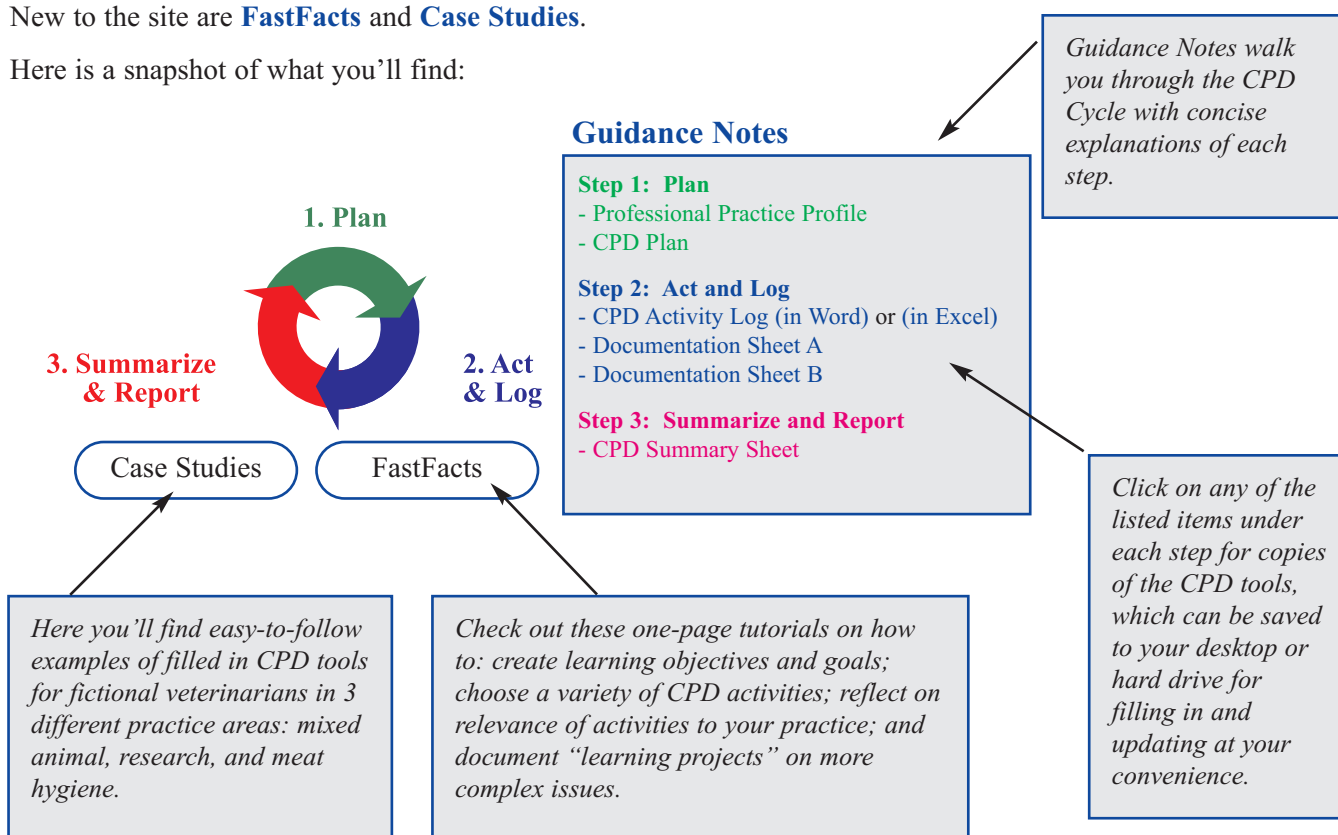 New to the site are FastFacts and Case Studies.
Here is a snapshot of what you’ll find:
Guidance Notes walk
you through the CPD
Cycle with concise
explanations of each
step.
Guidance Notes
Step 1:  Plan
- Professional Practice Profile
- CPD Plan
Step 2:  Act and Log
- CPD Activity Log (in Word) or (in Excel)
- Documentation Sheet A
- Documentation Sheet B
Step 3:  Summarize and Report
- CPD Summary Sheet
1. Plan
3. Summarize
& Report
2. Act
& Log
Case Studies
FastFacts
Here you’ll find easy-to-follow
examples of filled in CPD tools
for fictional veterinarians in 3
different practice areas: mixed
animal, research, and meat
hygiene.
Check out these one-page tutorials on how
to: create learning objectives and goals;
choose a variety of CPD activities; reflect on
relevance of activities to your practice; and
document “learning projects” on more
complex issues.
Click on any of the
listed items under
each step for copies
of the CPD tools,
which can be saved
to your desktop or
hard drive for
filling in and
updating at your
convenience.